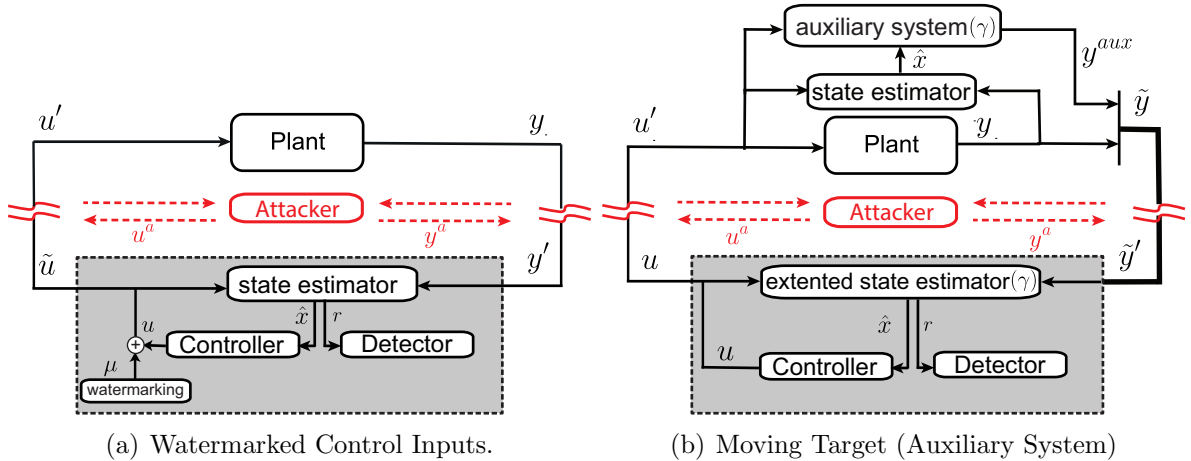 u′
Plant
y
Attacker
u^a
y^a
ũ
y′
state estimator
x̂
r
u
+
Controller
Detector
μ
watermarking
(a) Watermarked Control Inputs.
auxiliary system(γ)
y^{aux}
x̂
state estimator
ỹ
u′
Plant
y
Attacker
u^a
y^a
u
ỹ′
extented state estimator(γ)
x̂
r
u
Controller
Detector
(b) Moving Target (Auxiliary System)